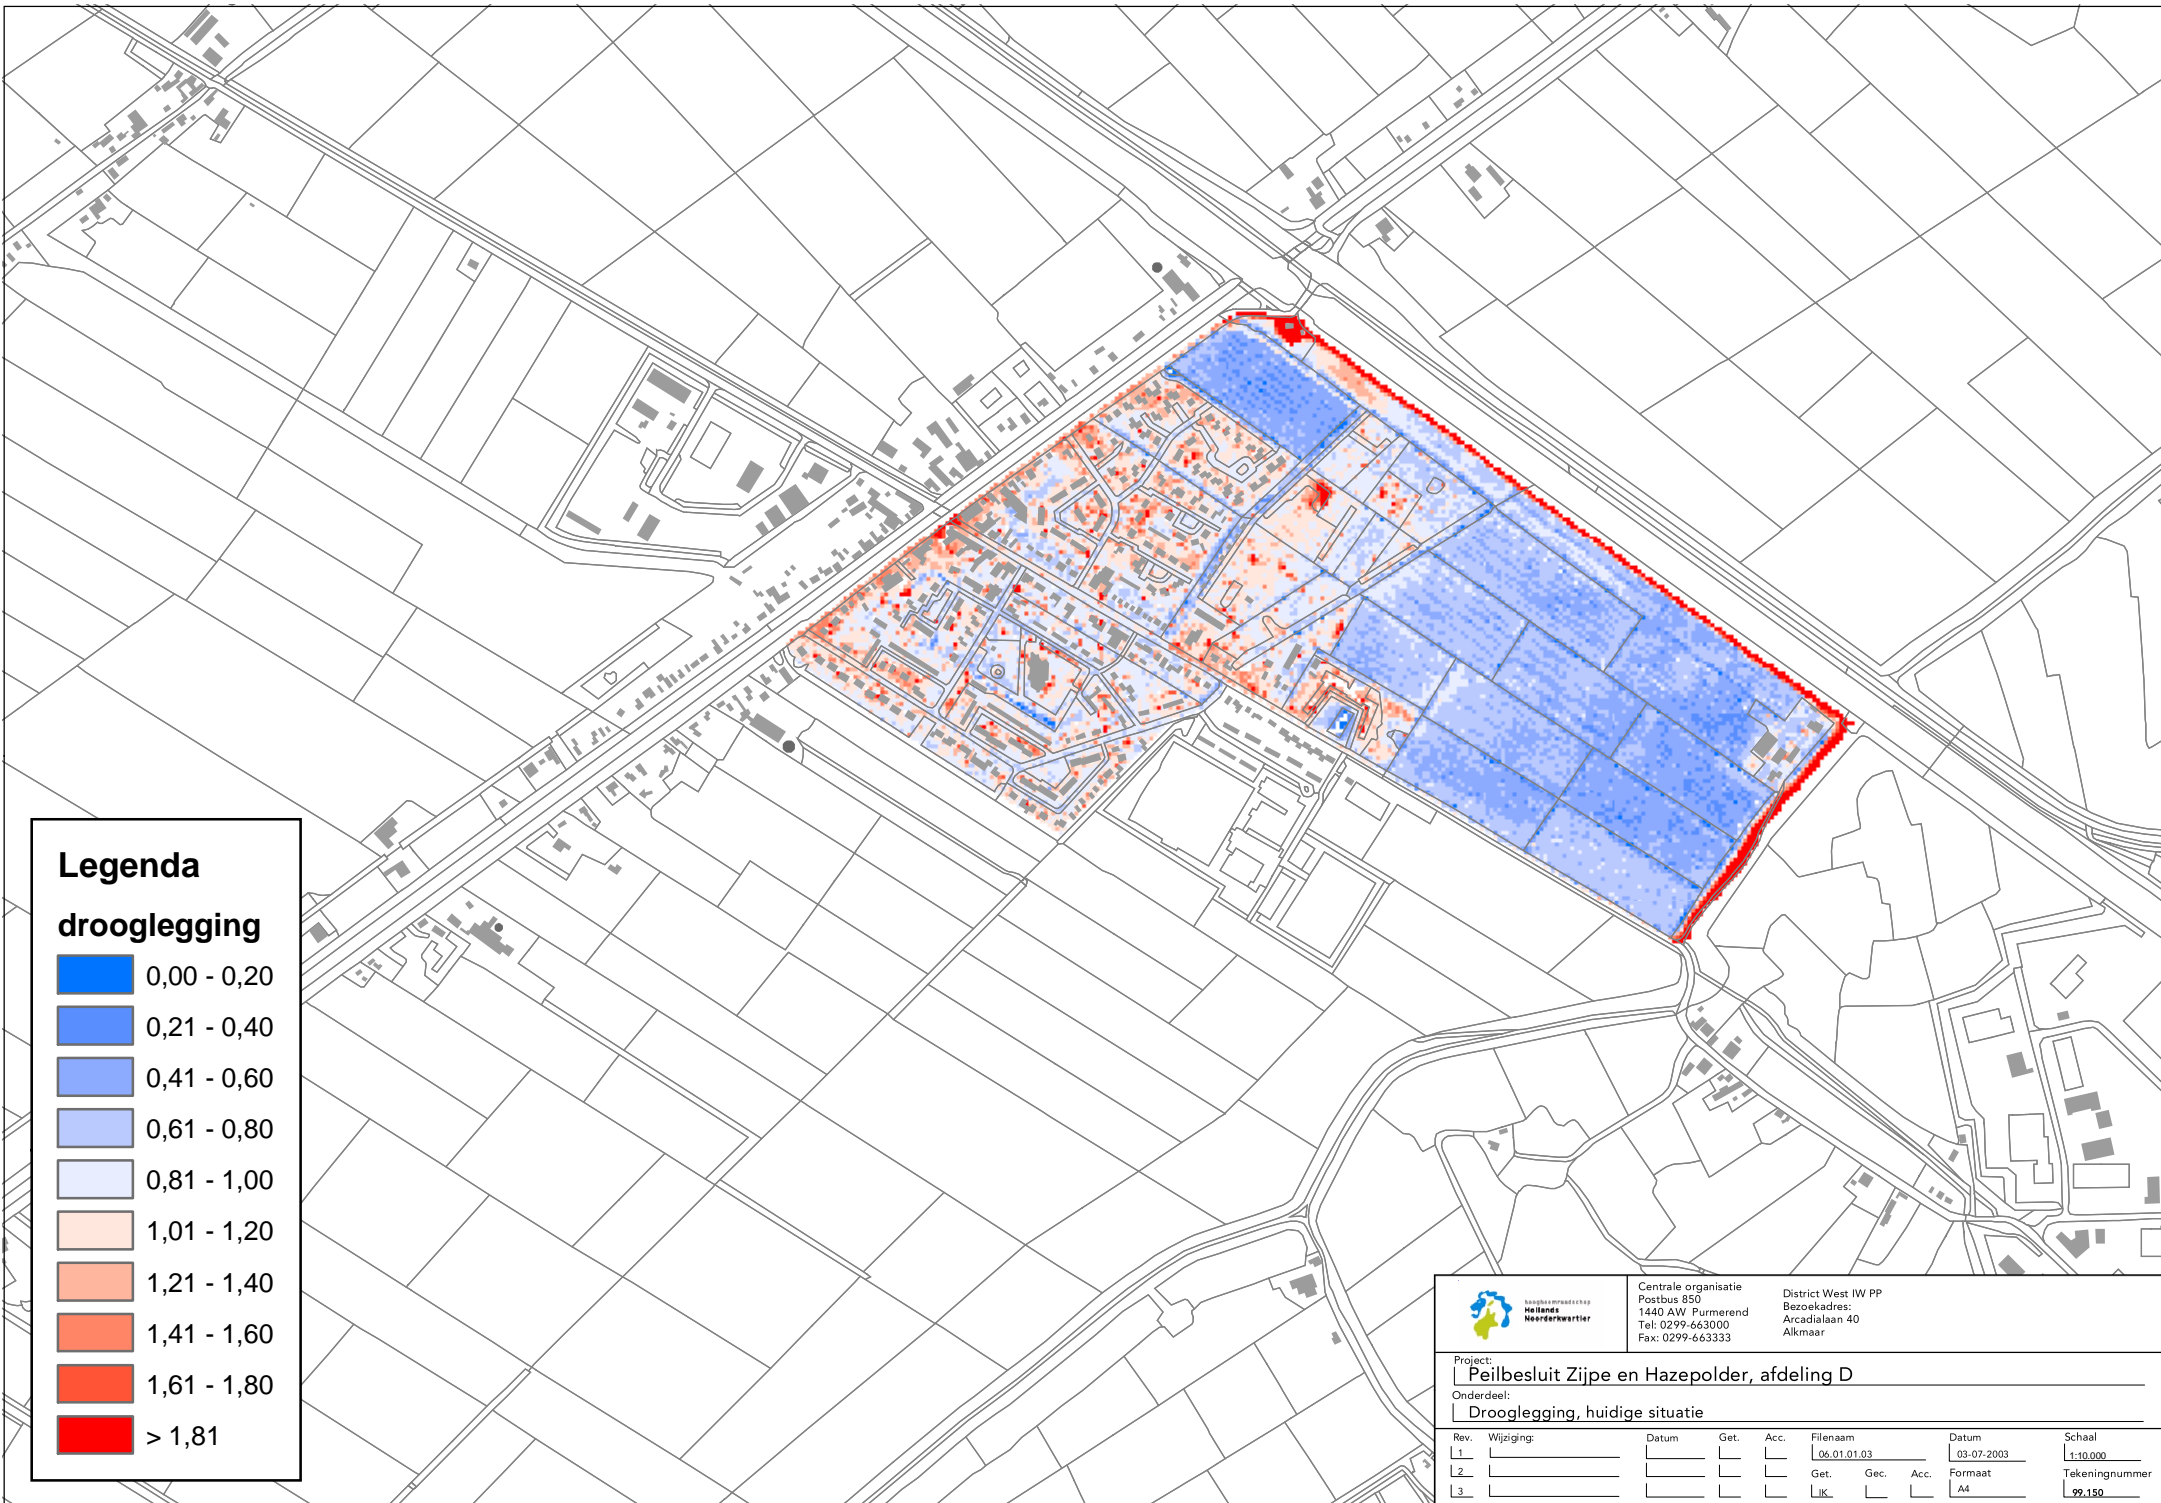 Legenda
drooglegging
0,00 - 0,20
0,21 - 0,40
0,41 - 0,60
0,61 - 0,80
0,81 - 1,00
1,01 - 1,20
1,21 - 1,40
1,41 - 1,60
1,61 - 1,80
> 1,81
hoogheemraadschap
Hollands
Noorderkwartier
Centrale organisatie
Postbus 850
1440 AW Purmerend
Tel: 0299-663000
Fax: 0299-663333
District West IW PP
Bezoekadres:
Arcadialaan 40
Alkmaar
Project:
Peilbesluit Zijpe en Hazepolder, afdeling D
Onderdeel:
Drooglegging, huidige situatie
Rev. Wijziging: Datum Get. Acc. Filenaam Datum Schaal
1 06.01.01.03 03-07-2003 1:10.000
2 Get. Gec. Acc. Formaat Tekeningnummer
3 IK A4 99.150